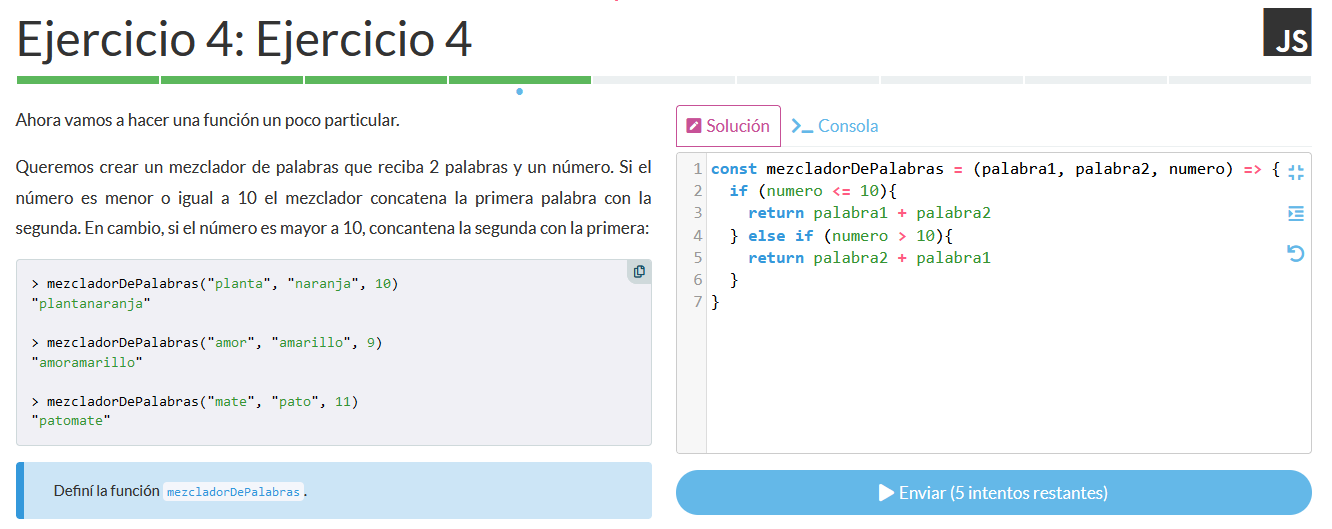 Ejercicio 4: Ejercicio 4
JS
Ahora vamos a hacer una función un poco particular.
Queremos crear un mezclador de palabras que reciba 2 palabras y un número. Si el
número es menor o igual a 10 el mezclador concatena la primera palabra con la
segunda. En cambio, si el número es mayor a 10, concantena la segunda con la primera:
> mezcladorDePalabras("planta", "naranja", 10)
"plantanaranja"
> mezcladorDePalabras("amor", "amarillo", 9)
"amoramarillo"
> mezcladorDePalabras("mate", "pato", 11)
"patomate"
Definí la función mezcladorDePalabras.
Solución
Consola
1 const mezcladorDePalabras = (palabra1, palabra2, numero) => {
2   if (numero <= 10){
3     return palabra1 + palabra2
4   } else if (numero > 10){
5     return palabra2 + palabra1
6   }
7 }
Enviar (5 intentos restantes)